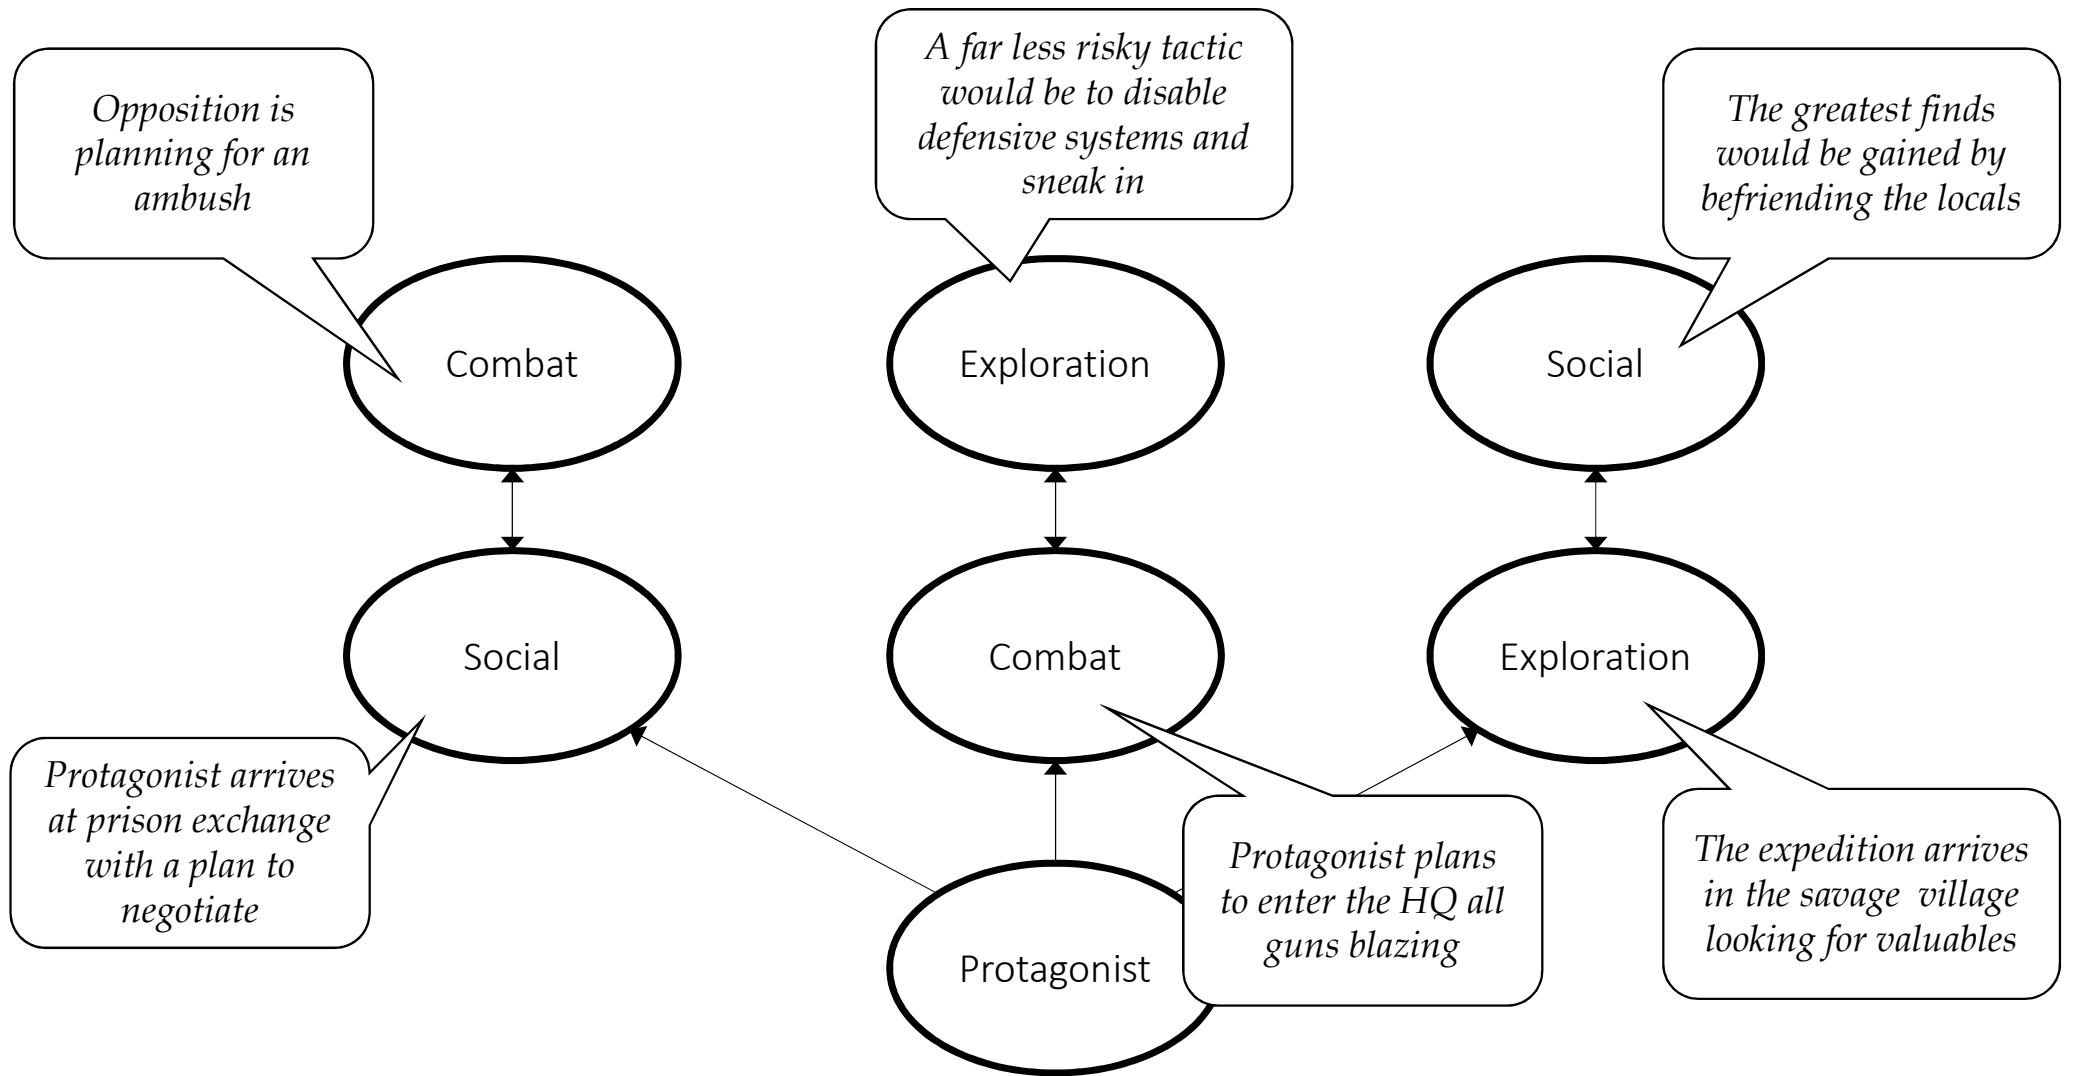 Opposition is
planning for an
ambush
A far less risky tactic
would be to disable
defensive systems and
sneak in
The greatest finds
would be gained by
befriending the locals
Combat
Exploration
Social
Social
Combat
Exploration
Protagonist arrives
at prison exchange
with a plan to
negotiate
Protagonist plans
to enter the HQ all
guns blazing
The expedition arrives
in the savage  village
looking for valuables
Protagonist